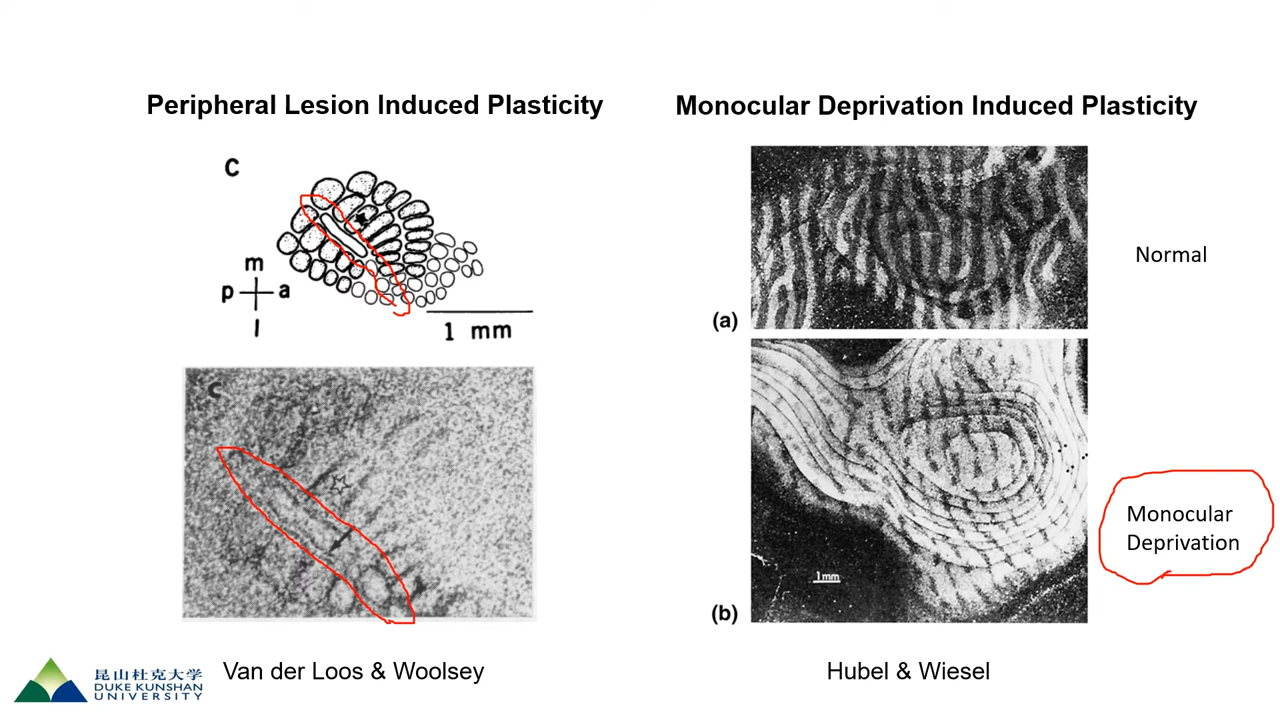 Peripheral Lesion Induced Plasticity
C
m
p a
l
1 mm
C
Van der Loos & Woolsey
Monocular Deprivation Induced Plasticity
(a)
Normal
1mm
(b)
Monocular
Deprivation
Hubel & Wiesel
昆山杜克大学
DUKE KUNSHAN
UNIVERSITY